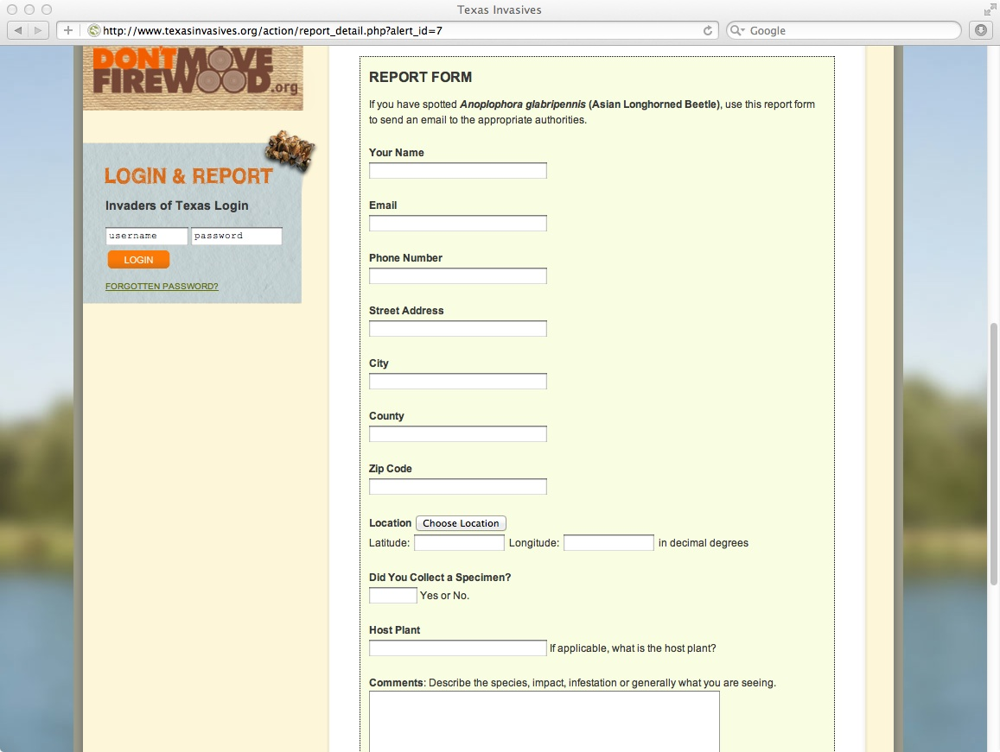 Texas Invasives
http://www.texasinvasives.org/action/report_detail.php?alert_id=7
Google
DON'T MOVE
FIREWOOD.org
LOGIN & REPORT
Invaders of Texas Login
username password
LOGIN
FORGOTTEN PASSWORD?
REPORT FORM
If you have spotted Anoplophora glabripennis (Asian Longhorned Beetle), use this report form
to send an email to the appropriate authorities.
Your Name
Email
Phone Number
Street Address
City
County
Zip Code
Location Choose Location
Latitude: Longitude: in decimal degrees
Did You Collect a Specimen?
Yes or No.
Host Plant
If applicable, what is the host plant?
Comments: Describe the species, impact, infestation or generally what you are seeing.